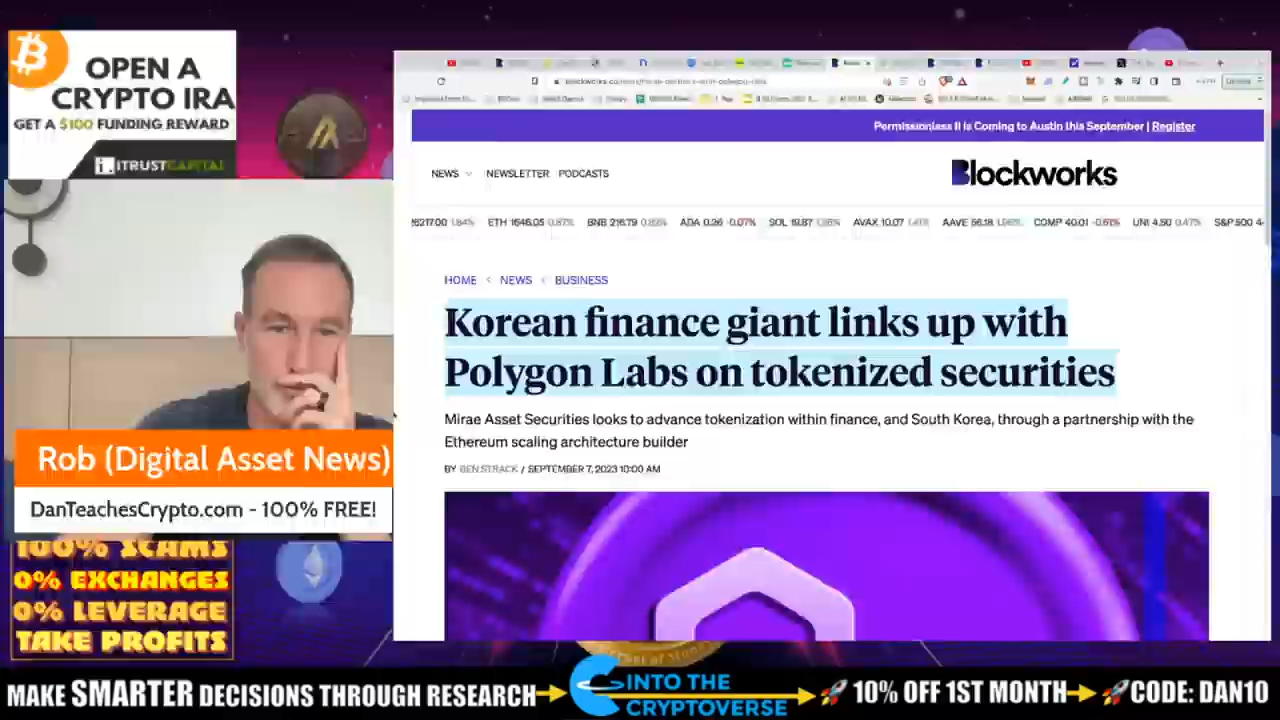 OPEN A
CRYPTO IRA
GET A $100 FUNDING REWARD
ITRUSTCAPITAL
Permissionless II is Coming to Austin this September | Register
NEWS NEWSLETTER PODCASTS
Blockworks
26217.00 1.84% ETH 1646.05 0.87% BNB 216.79 ADA 0.26 -0.07% SOL 19.87 AVAX 10.07 AAVE 56.18 COMP 40.01 -0.61% UNI 4.50 0.47% S&P 500
HOME < NEWS < BUSINESS
Korean finance giant links up with
Polygon Labs on tokenized securities
Mirae Asset Securities looks to advance tokenization within finance, and South Korea, through a partnership with the
Ethereum scaling architecture builder
BY BEN STRACK / SEPTEMBER 7, 2023 10:00 AM
Rob (Digital Asset News)
DanTeachesCrypto.com - 100% FREE!
100% SCAMS
0% EXCHANGES
0% LEVERAGE
TAKE PROFITS
MAKE SMARTER DECISIONS THROUGH RESEARCH
INTO THE
CRYPTOVERSE
10% OFF 1ST MONTH
CODE: DAN10